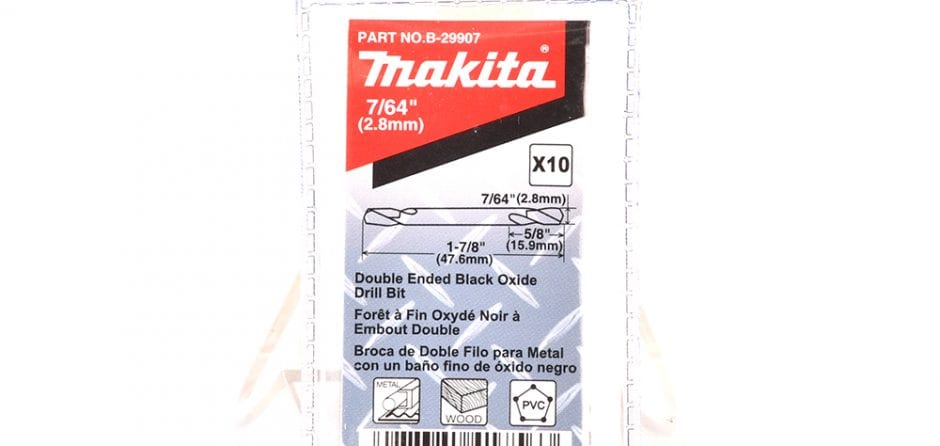 PART NO.B-29907
makita®
7/64"
(2.8mm)
X10
7/64" (2.8mm)
5/8"
(15.9mm)
1-7/8"
(47.6mm)
Double Ended Black Oxide
Drill Bit
Forêt à Fin Oxydé Noir à
Embout Double
Broca de Doble Filo para Metal
con un baño fino de óxido negro
METAL
WOOD
PVC